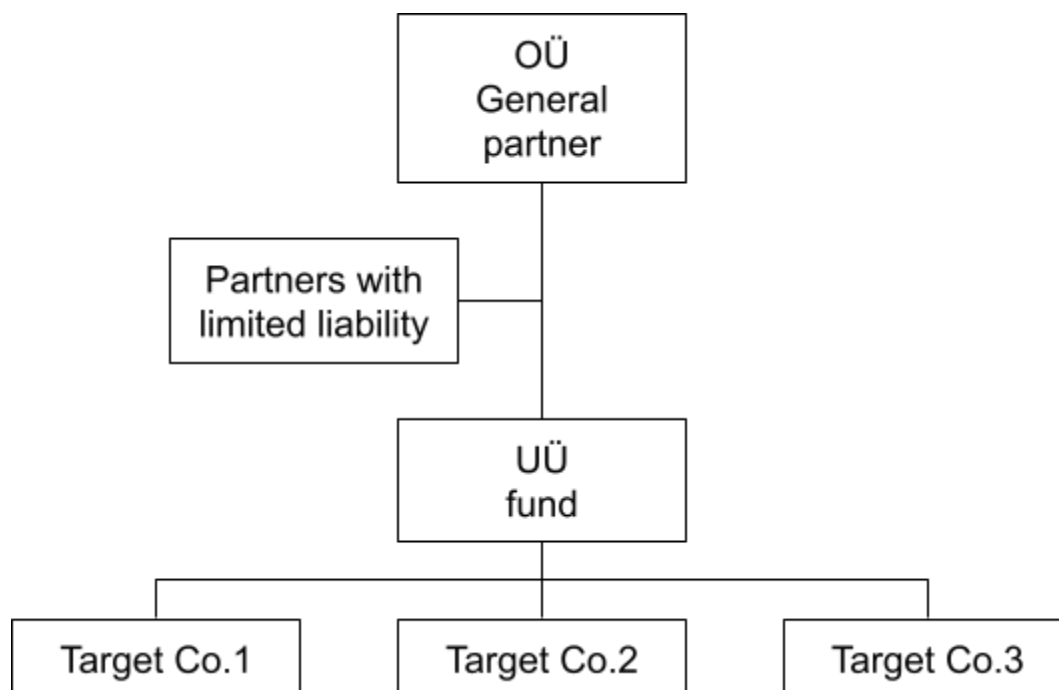 OÜ
General
partner
Partners with
limited liability
UÜ
fund
Target Co.1
Target Co.2
Target Co.3